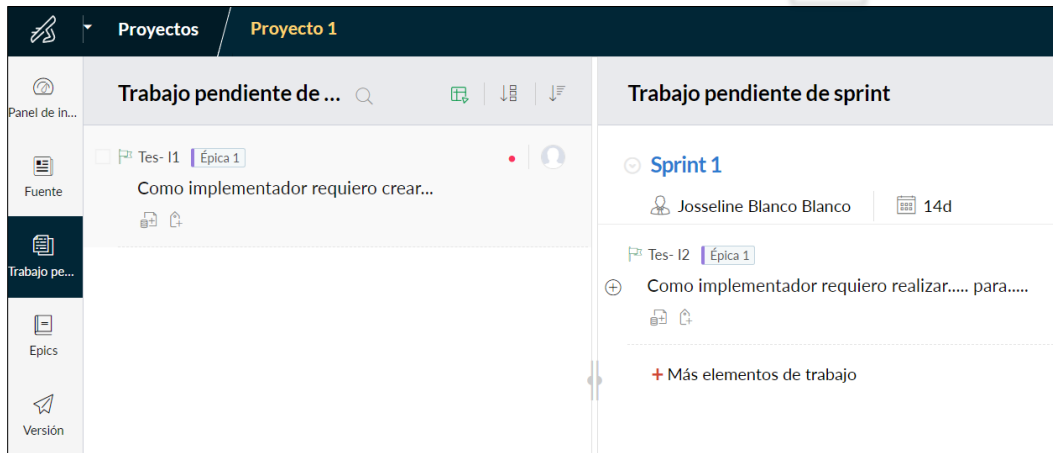 Proyectos
Proyecto 1
Panel de in...
Fuente
Trabajo pe...
Epics
Versión
Trabajo pendiente de ...
Tes- I1 Épica 1
Como implementador requiero crear...
Trabajo pendiente de sprint
Sprint 1
Josseline Blanco Blanco 14d
Tes- I2 Épica 1
Como implementador requiero realizar..... para.....
+ Más elementos de trabajo